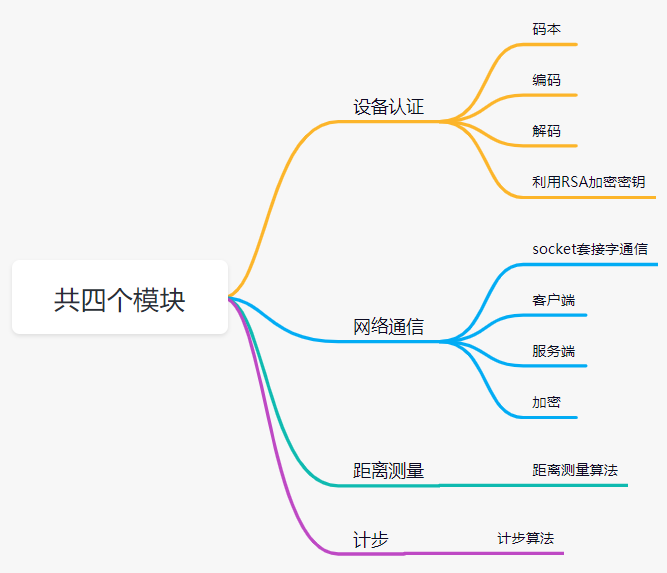 共四个模块
设备认证
码本
编码
解码
利用RSA加密密钥
网络通信
socket套接字通信
客户端
服务端
加密
距离测量
距离测量算法
计步
计步算法